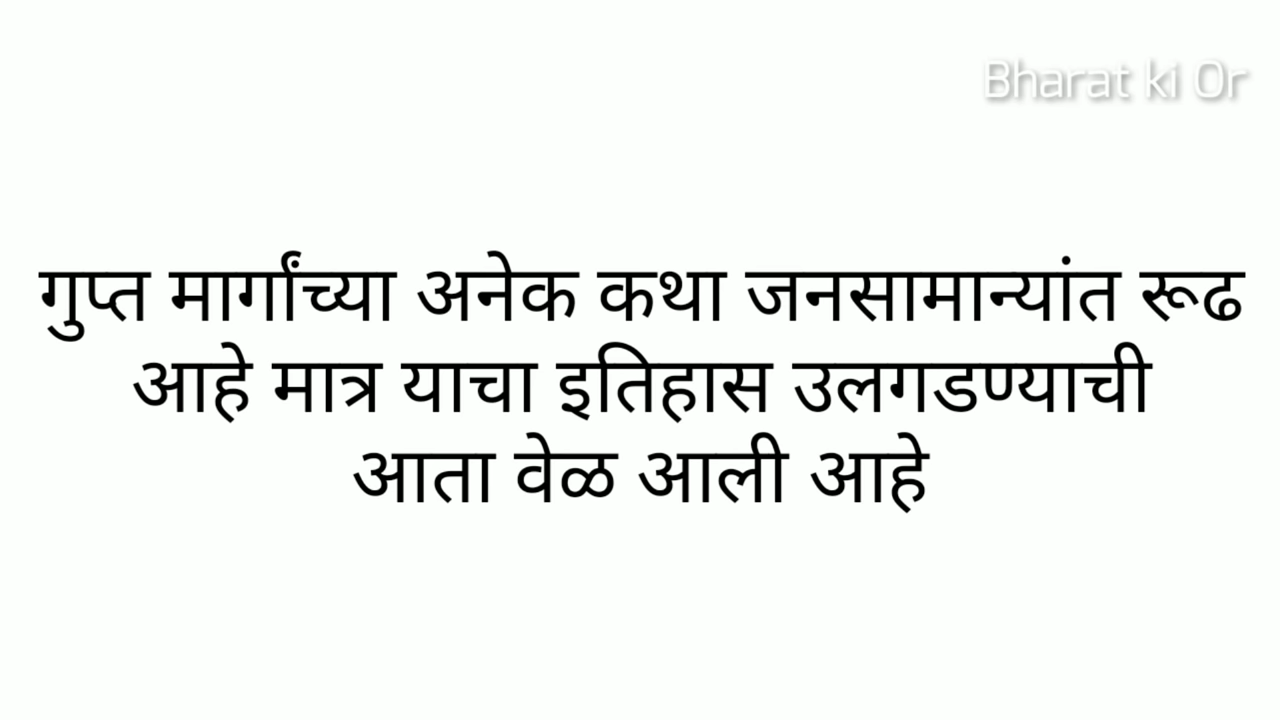 Bharat ki Or
गुप्त मार्गांच्या अनेक कथा जनसामान्यांत रूढ
आहे मात्र याचा इतिहास उलगडण्याची
आता वेळ आली आहे